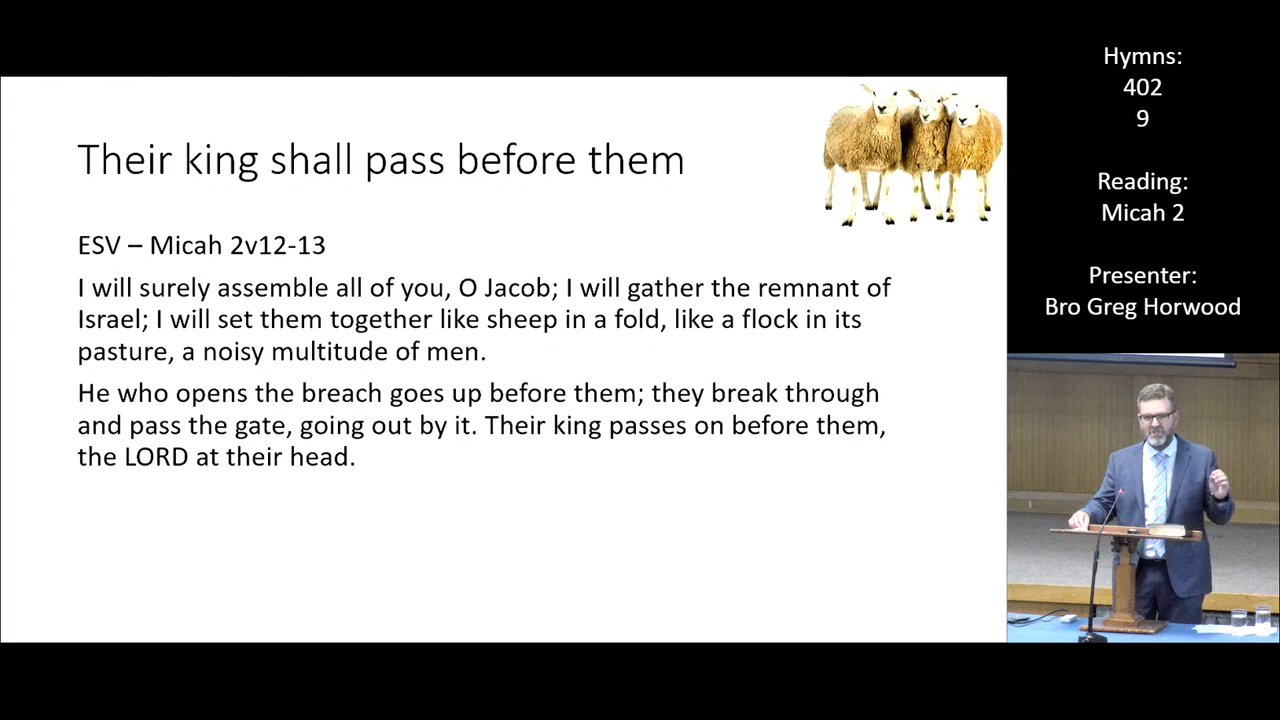 Their king shall pass before them
ESV – Micah 2v12-13
I will surely assemble all of you, O Jacob; I will gather the remnant of
Israel; I will set them together like sheep in a fold, like a flock in its
pasture, a noisy multitude of men.
He who opens the breach goes up before them; they break through
and pass the gate, going out by it. Their king passes on before them,
the LORD at their head.
Hymns:
402
9
Reading:
Micah 2
Presenter:
Bro Greg Horwood